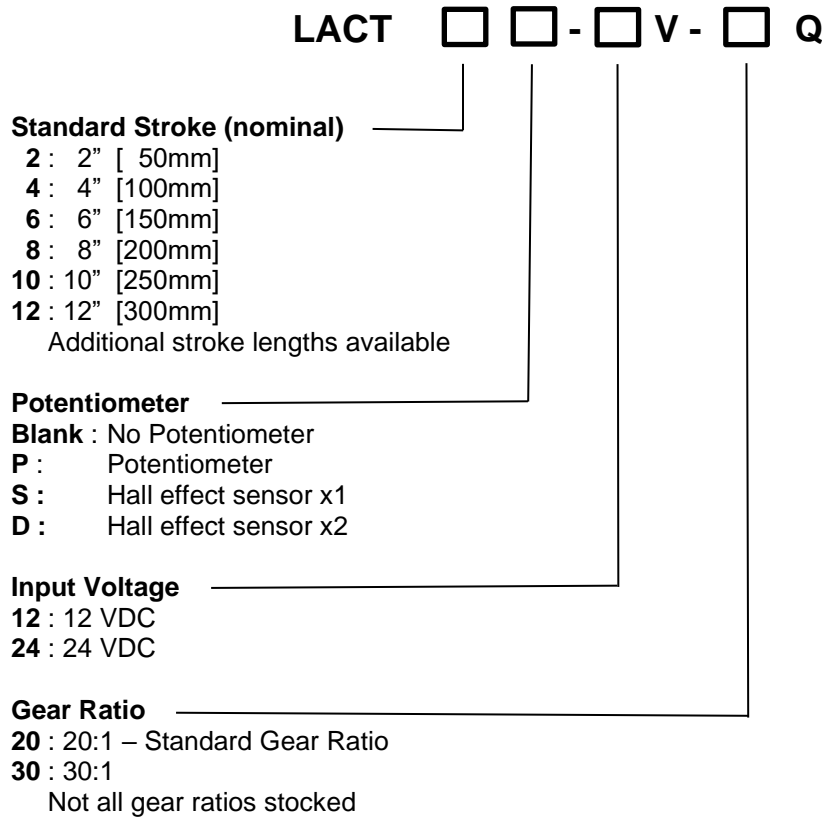 LACT □ □ - □ V - □ Q
Standard Stroke (nominal)
2 : 2” [ 50mm]
4 : 4” [100mm]
6 : 6” [150mm]
8 : 8” [200mm]
10 : 10” [250mm]
12 : 12” [300mm]
Additional stroke lengths available
Potentiometer
Blank : No Potentiometer
P : Potentiometer
S : Hall effect sensor x1
D : Hall effect sensor x2
Input Voltage
12 : 12 VDC
24 : 24 VDC
Gear Ratio
20 : 20:1 – Standard Gear Ratio
30 : 30:1
Not all gear ratios stocked